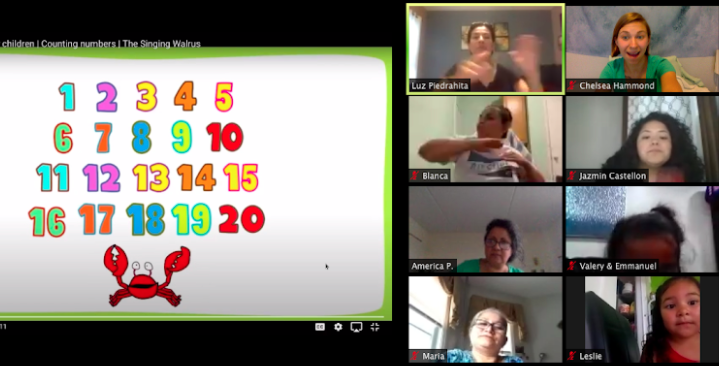 children | Counting numbers | The Singing Walrus
1 2 3 4 5
6 7 8 9 10
11 12 13 14 15
16 17 18 19 20
11
CC
Luz Piedrahita
Chelsea Hammond
Blanca
Jazmin Castellon
America P.
Valery & Emmanuel
Maria
Leslie